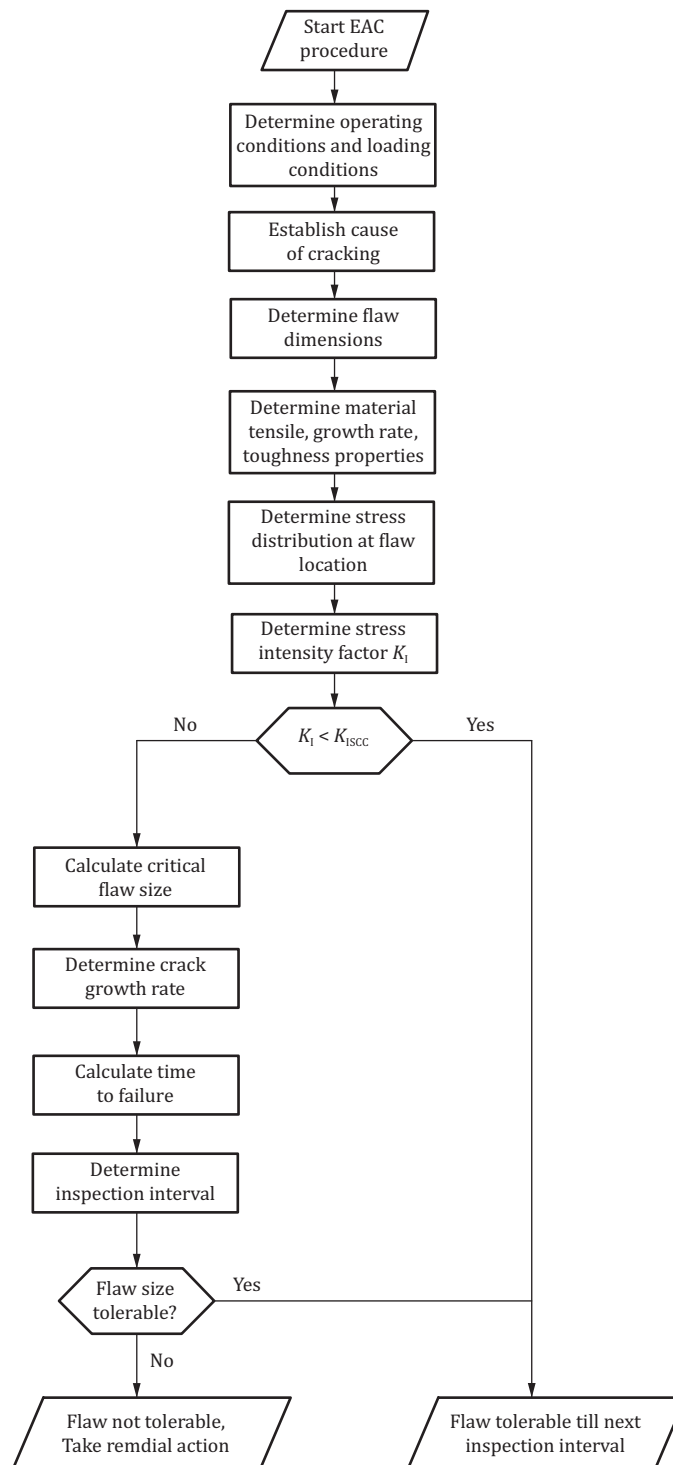 Start EAC
procedure
Determine operating
conditions and loading
conditions
Establish cause
of cracking
Determine flaw
dimensions
Determine material
tensile, growth rate,
toughness properties
Determine stress
distribution at flaw
location
Determine stress
intensity factor K_I
No
K_I < K_ISCC
Yes
Calculate critical
flaw size
Determine crack
growth rate
Calculate time
to failure
Determine
inspection interval
Flaw size
tolerable?
Yes
No
Flaw not tolerable,
Take remdial action
Flaw tolerable till next
inspection interval